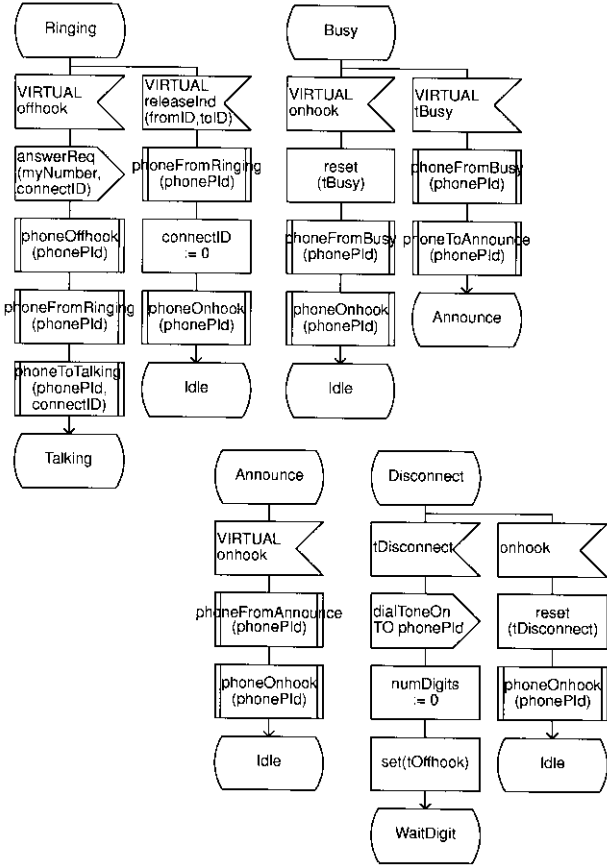 Ringing
VIRTUAL
offhook
answerReq
(myNumber,
connectID)
phoneOffhook
(phonePId)
phoneFromRinging
(phonePId)
phoneToTalking
(phonePId,
connectID)
Talking
VIRTUAL
releaseInd
(fromID,toID)
phoneFromRinging
(phonePId)
connectID
:= 0
phoneOnhook
(phonePId)
Idle
Busy
VIRTUAL
onhook
reset
(tBusy)
phoneFromBusy
(phonePId)
phoneOnhook
(phonePId)
Idle
VIRTUAL
tBusy
phoneFromBusy
(phonePId)
phoneToAnnounce
(phonePId)
Announce
Announce
VIRTUAL
onhook
phoneFromAnnounce
(phonePId)
phoneOnhook
(phonePId)
Idle
Disconnect
tDisconnect
dialToneOn
TO phonePId
numDigits
:= 0
set(tOffhook)
WaitDigit
onhook
reset
(tDisconnect)
phoneOnhook
(phonePId)
Idle